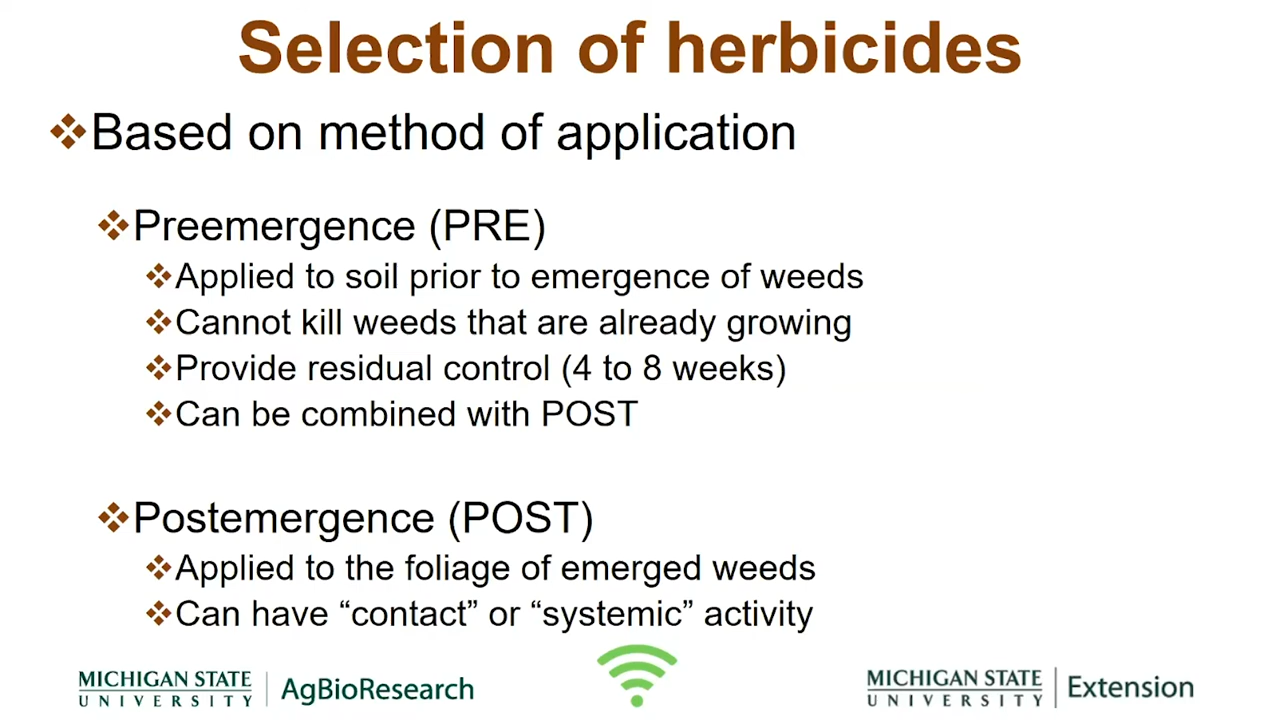 Selection of herbicides
Based on method of application
Preemergence (PRE)
Applied to soil prior to emergence of weeds
Cannot kill weeds that are already growing
Provide residual control (4 to 8 weeks)
Can be combined with POST
Postemergence (POST)
Applied to the foliage of emerged weeds
Can have “contact” or “systemic” activity
MICHIGAN STATE
UNIVERSITY
AgBioResearch
MICHIGAN STATE
UNIVERSITY
Extension